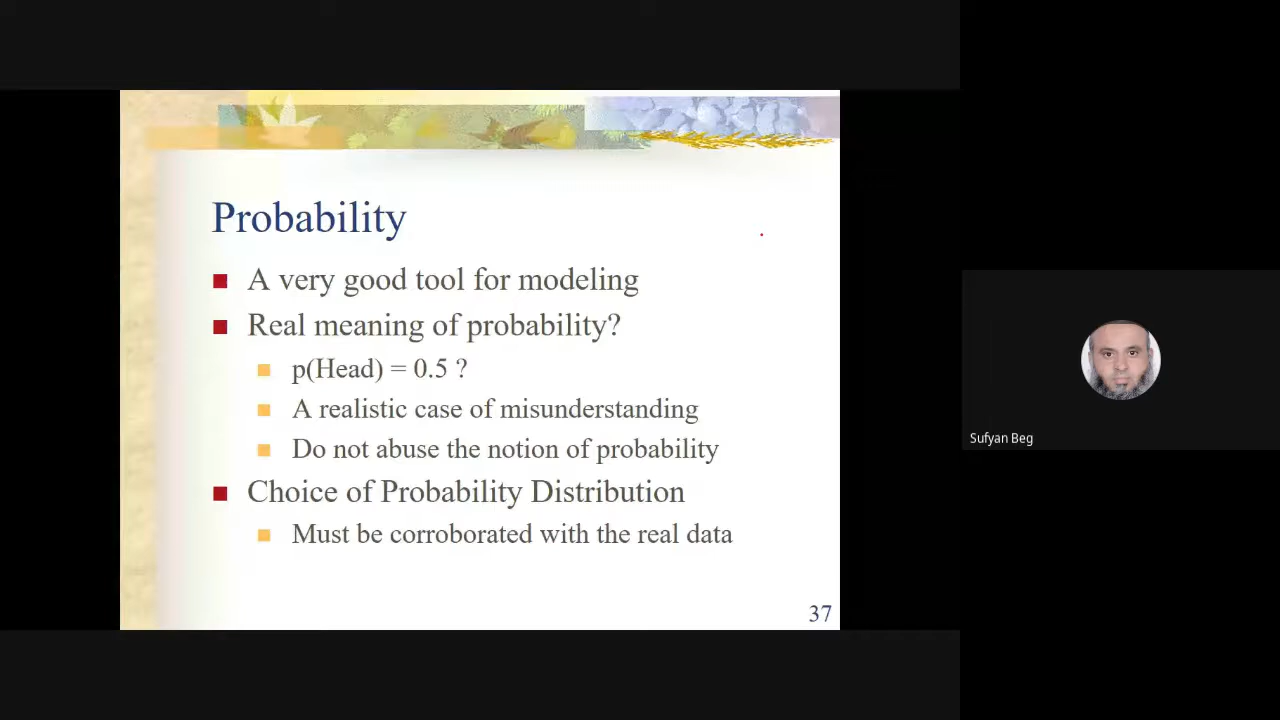 Probability
A very good tool for modeling
Real meaning of probability?
p(Head) = 0.5 ?
A realistic case of misunderstanding
Do not abuse the notion of probability
Choice of Probability Distribution
Must be corroborated with the real data
37
Sufyan Beg